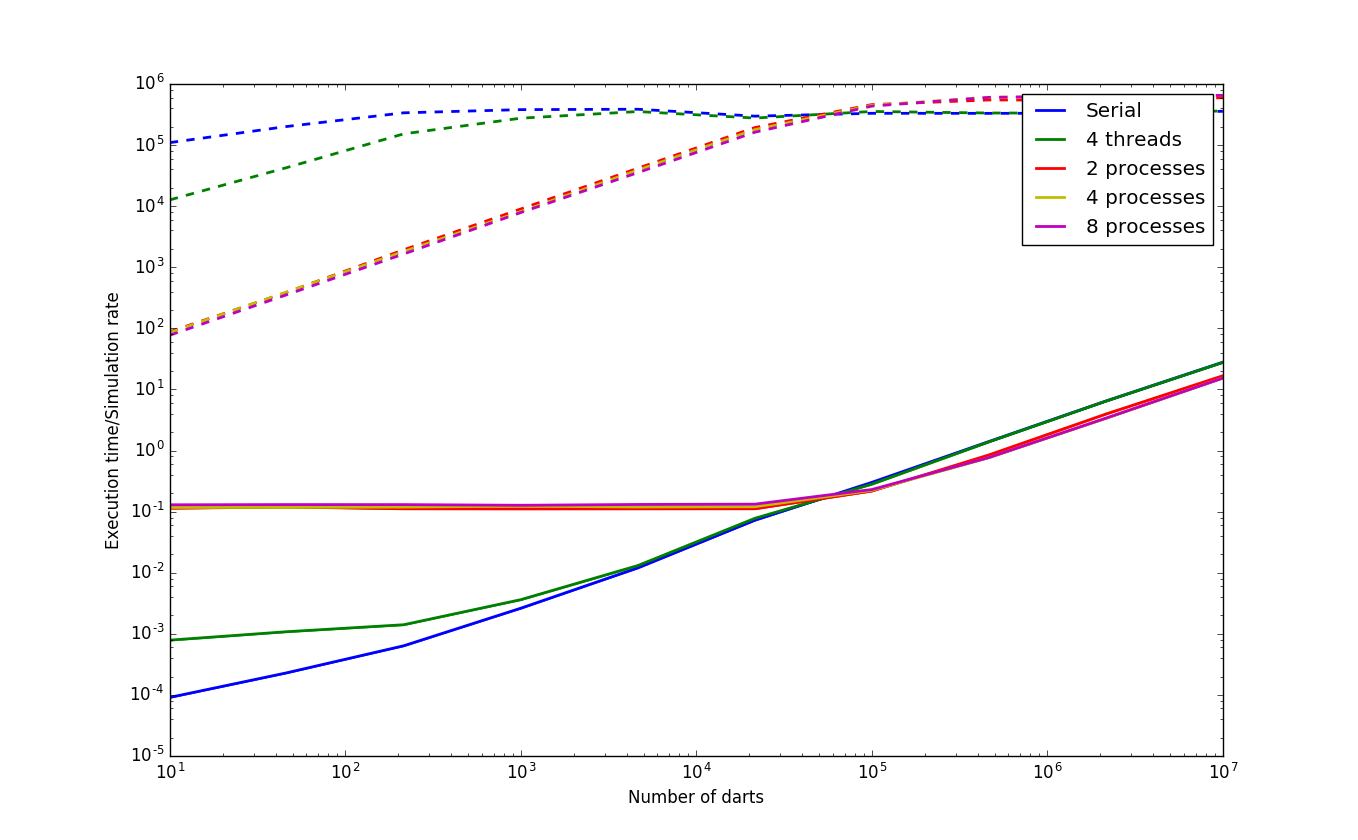 10^6
10^5
10^4
10^3
10^2
10^1
10^0
10^-1
10^-2
10^-3
10^-4
10^-5
Execution time/Simulation rate
Serial
4 threads
2 processes
4 processes
8 processes
10^1 10^2 10^3 10^4 10^5 10^6 10^7
Number of darts